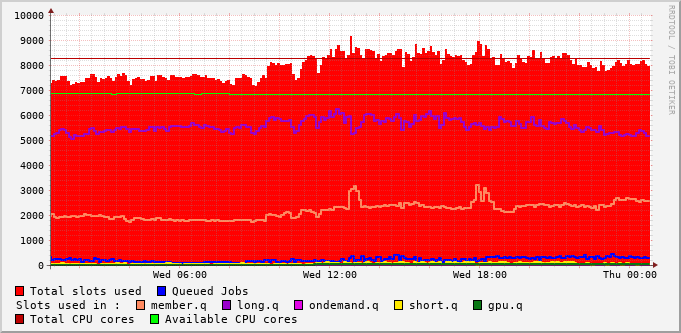 10000
9000
8000
7000
6000
5000
4000
3000
2000
1000
0
Wed 06:00 Wed 12:00 Wed 18:00 Thu 00:00
RRDTOOL / TOBI OETIKER
Total slots used Queued Jobs
Slots used in : member.q long.q ondemand.q short.q gpu.q
Total CPU cores Available CPU cores